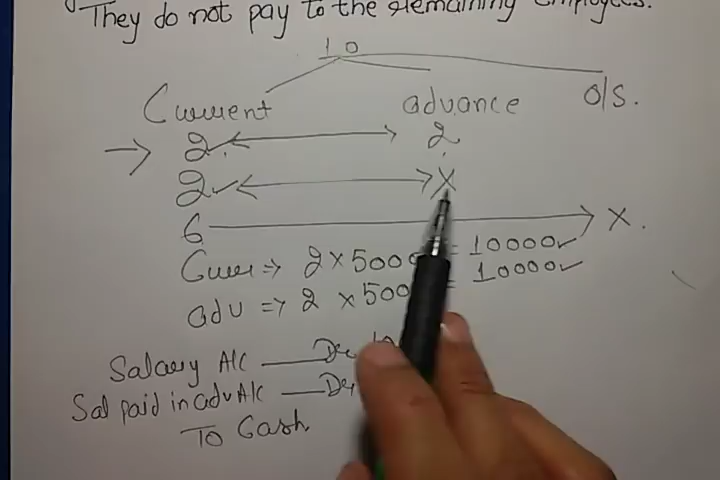 They do not pay to the remaining employees.
10
Current advance O/S.
2 2
2 X
6 X.
Curr => 2 x 5000 = 10000
adv => 2 x 500 = 10000
Salary A/c Dr
Sal paid in adv A/c Dr
To Cash